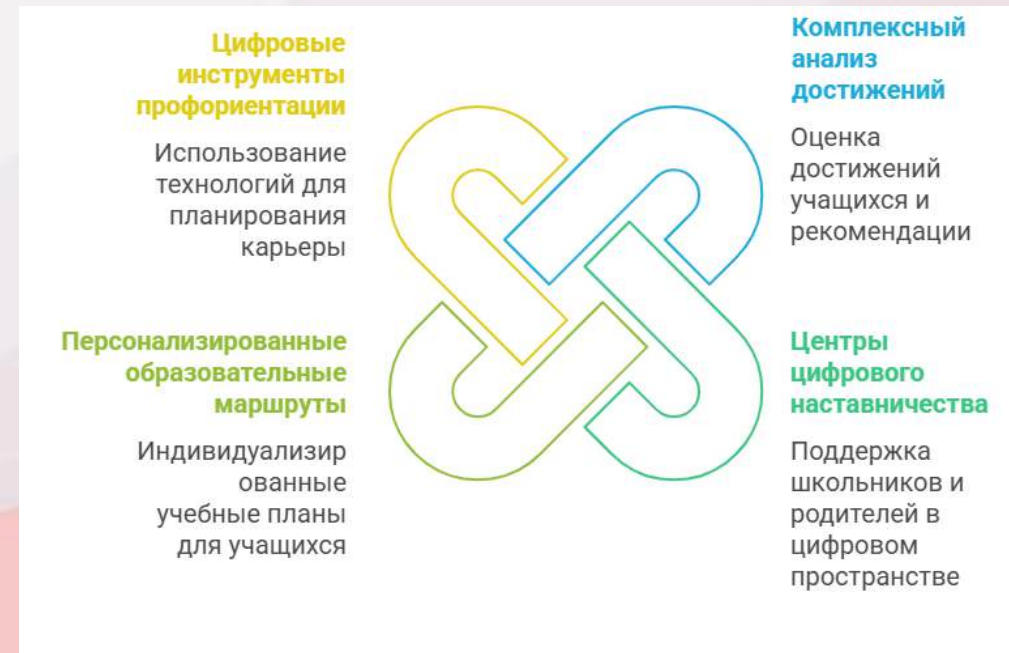 Цифровые
инструменты
профориентации
Использование
технологий для
планирования
карьеры
Комплексный
анализ
достижений
Оценка
достижений
учащихся и
рекомендации
Персонализированные
образовательные
маршруты
Индивидуализир
ованные
учебные планы
для учащихся
Центры
цифрового
наставничества
Поддержка
школьников и
родителей в
цифровом
пространстве